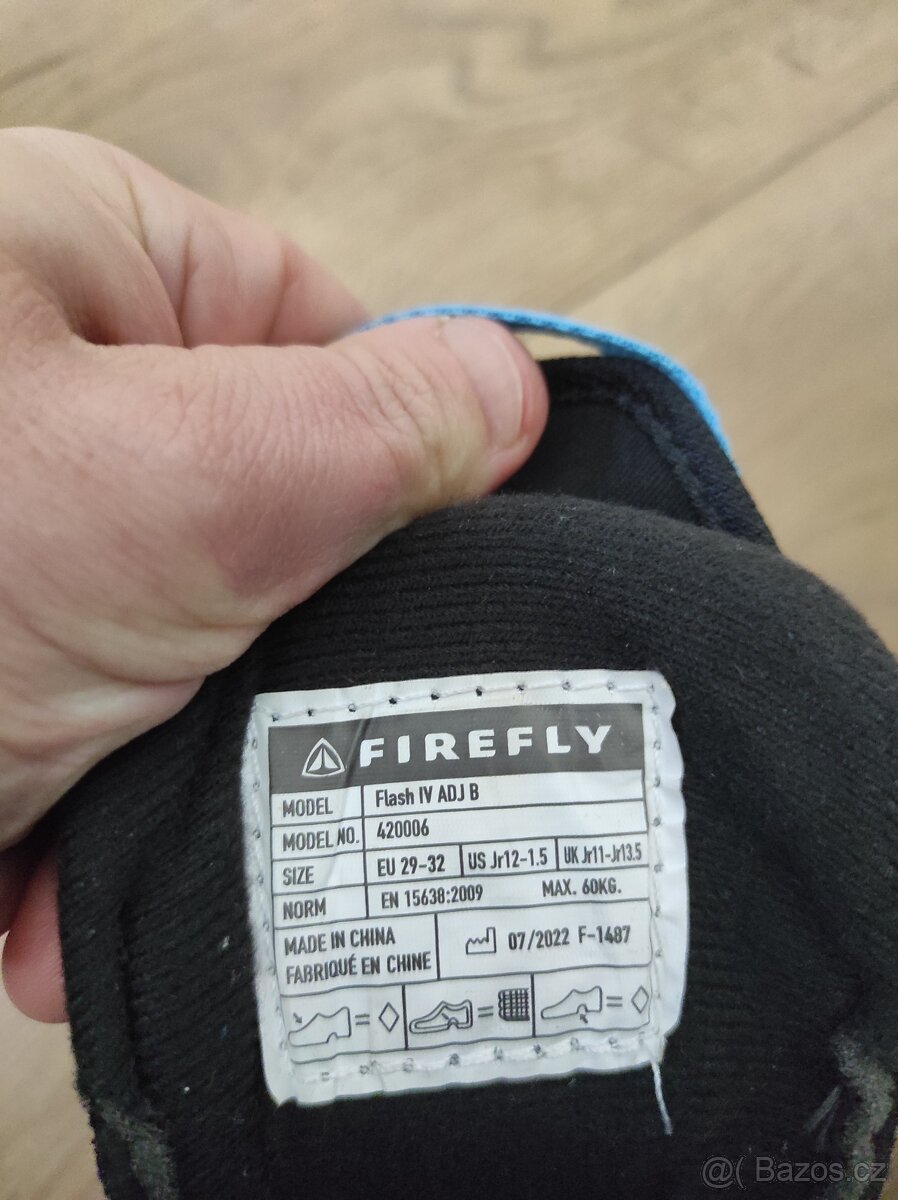 FIREFLY
MODEL Flash IV ADJ B
MODEL NO. 420006
SIZE EU 29-32 US Jr12-1.5 UK Jr11-Jr13.5
NORM EN 15638:2009 MAX. 60KG.
MADE IN CHINA
FABRIQUÉ EN CHINE
07/2022 F-1487
= = =
@( Bazos.cz